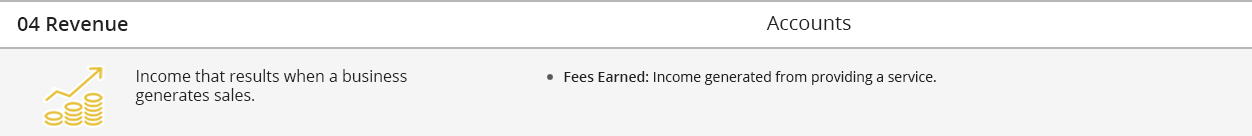 04 Revenue
Accounts
Income that results when a business
generates sales.
• Fees Earned: Income generated from providing a service.